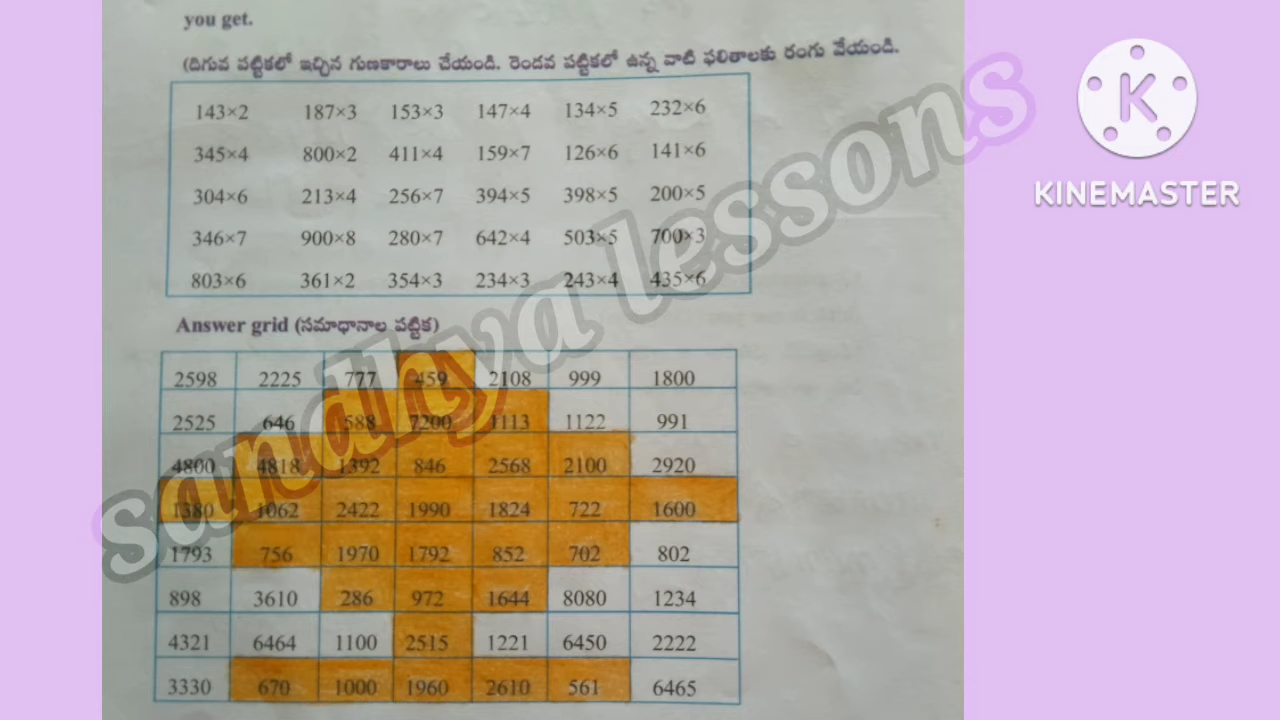 you get.
(దిగువ పట్టికలో ఇచ్చిన గుణకారాలు చేయండి. రెండవ పట్టికలో ఉన్న వాటి ఫలితాలకు రంగు వేయండి.
143×2 187×3 153×3 147×4 134×5 232×6
345×4 800×2 411×4 159×7 126×6 141×6
304×6 213×4 256×7 394×5 398×5 200×5
346×7 900×8 280×7 642×4 503×5 700×3
803×6 361×2 354×3 234×3 243×4 435×6
Answer grid (సమాధానాల పట్టిక)
2598 2225 777 459 2108 999 1800
2525 646 588 7200 1113 1122 991
4800 4818 1392 846 2568 2100 2920
1380 1062 2422 1990 1824 722 1600
1793 756 1970 1792 852 702 802
898 3610 286 972 1644 8080 1234
4321 6464 1100 2515 1221 6450 2222
3330 670 1000 1960 2610 561 6465
sandhya lessons
K
KINEMASTER